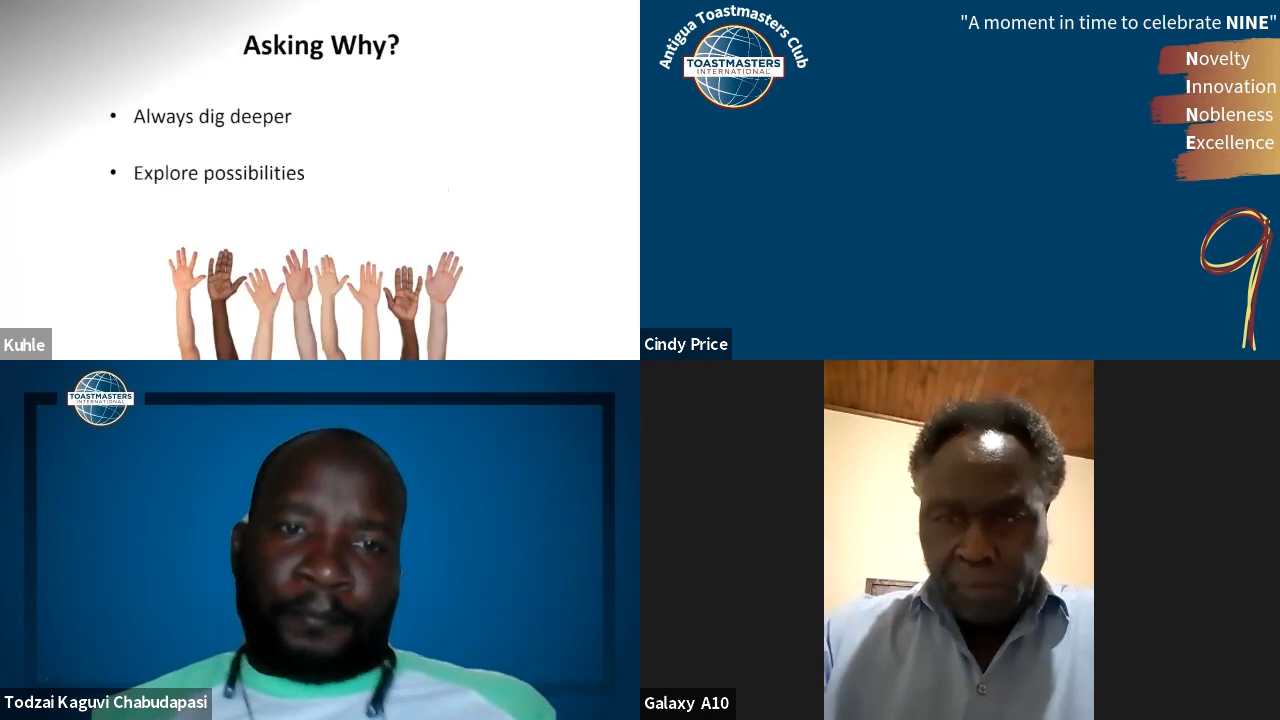 Asking Why?
• Always dig deeper
• Explore possibilities
Kuhle
Antigua Toastmasters Club
TOASTMASTERS
INTERNATIONAL
"A moment in time to celebrate NINE"
Novelty
Innovation
Nobleness
Excellence
9
Cindy Price
TOASTMASTERS
INTERNATIONAL
Todzai Kaguvi Chabudapasi
Galaxy A10